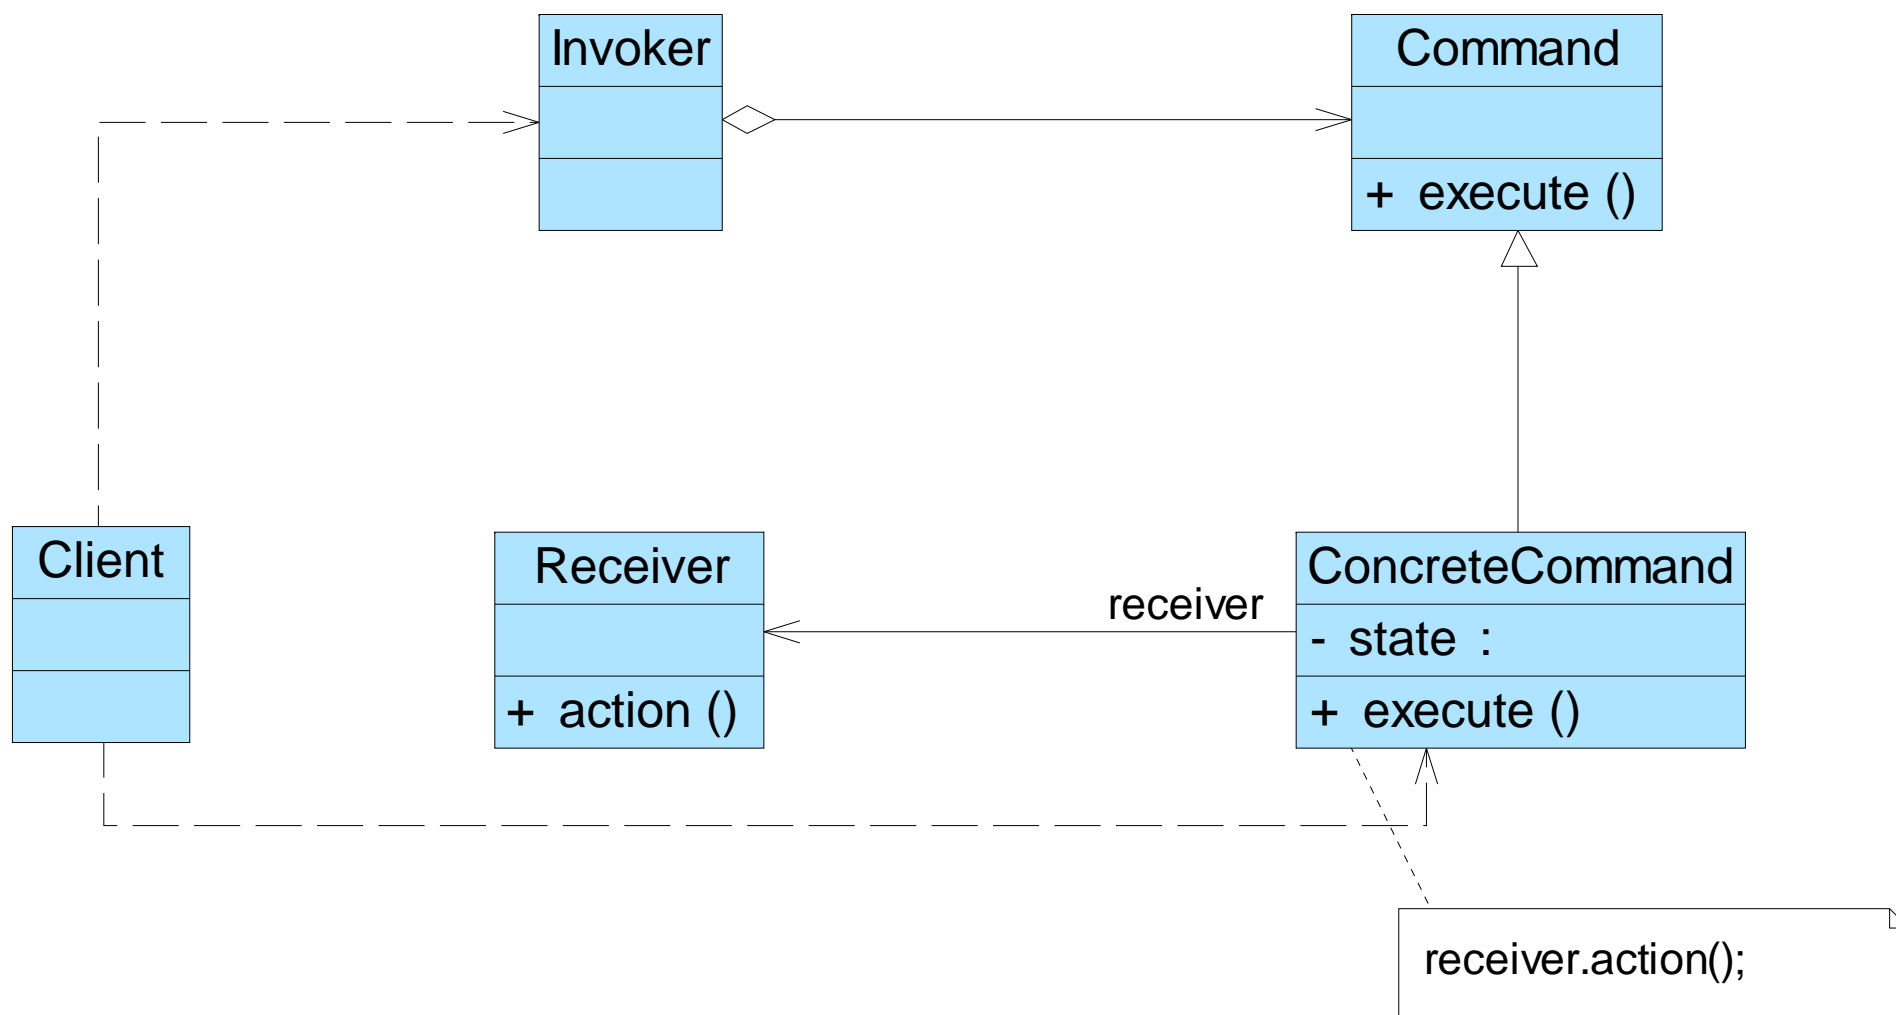 Invoker
Command
+ execute ()
Client
Receiver
+ action ()
receiver
ConcreteCommand
- state :
+ execute ()
receiver.action();